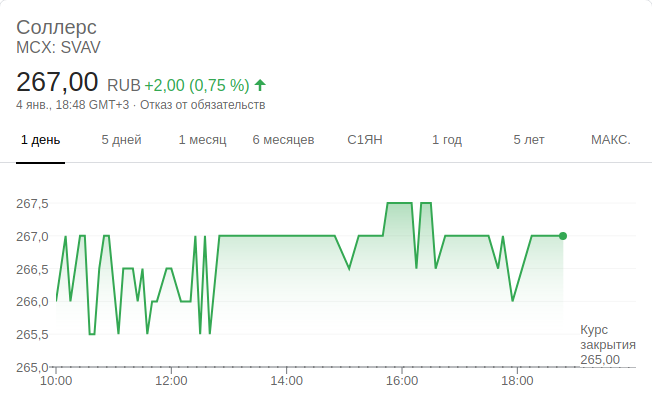 Соллерс
MCX: SVAV
267,00 RUB +2,00 (0,75 %)
4 янв., 18:48 GMT+3 · Отказ от обязательств
1 день 5 дней 1 месяц 6 месяцев С1ЯН 1 год 5 лет МАКС.
267,5
267,0
266,5
266,0
265,5
265,0
Курс
закрытия
265,00
10:00 12:00 14:00 16:00 18:00